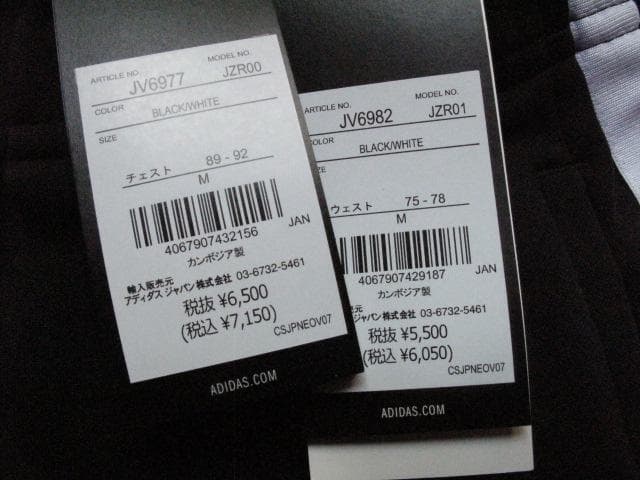 ARTICLE NO. MODEL NO.
JV6977 JZR00
COLOR
BLACK/WHITE
SIZE
チェスト 89 - 92
M
JAN
4067907432156
カンボジア製
輸入販売元
アディダス ジャパン株式会社 03-6732-5461
税抜 ¥6,500
(税込 ¥7,150)
CSJPNEOV07
ADIDAS.COM
ARTICLE NO. MODEL NO.
JV6982 JZR01
COLOR
BLACK/WHITE
ウェスト 75 - 78
M
JAN
4067907429187
カンボジア製
元
ジャパン株式会社 03-6732-5461
税抜 ¥5,500
(税込 ¥6,050)
CSJPNEOV07
ADIDAS.COM